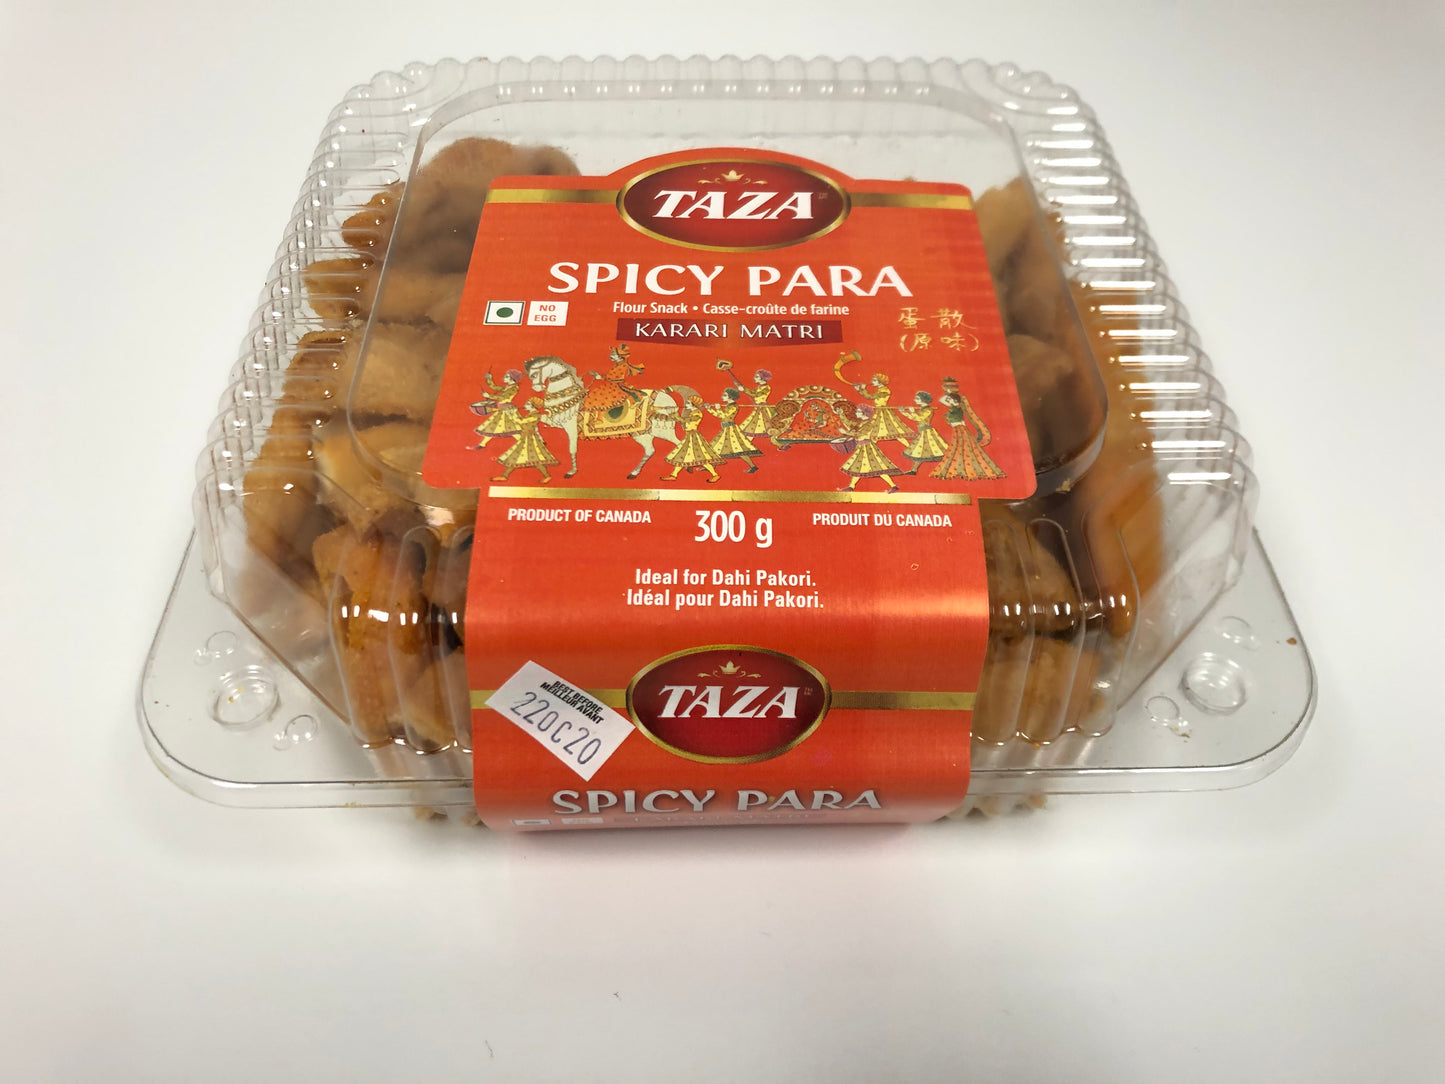 TAZA
SPICY PARA
NO
EGG
Flour Snack • Casse-croûte de farine
KARARI MATRI
蛋散
(原味)
PRODUCT OF CANADA
300 g
PRODUIT DU CANADA
Ideal for Dahi Pakori.
Idéal pour Dahi Pakori.
TAZA
BEST BEFORE
MEILLEUR AVANT
22OC20
SPICY PARA
KARARI MATRI